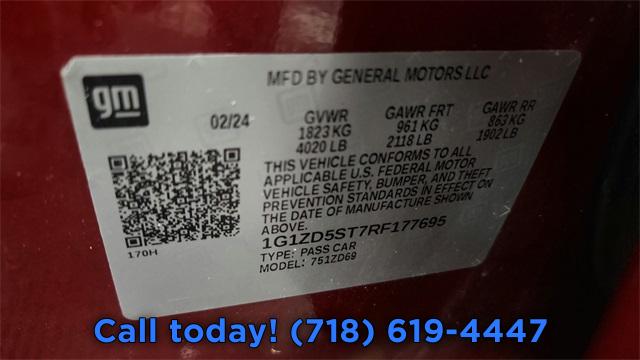 gm
MFD BY GENERAL MOTORS LLC
02/24
GVWR
1823 KG
4020 LB
GAWR FRT
961 KG
2118 LB
GAWR RR
863 KG
1902 LB
THIS VEHICLE CONFORMS TO ALL
APPLICABLE U.S. FEDERAL MOTOR
VEHICLE SAFETY, BUMPER, AND THEFT
PREVENTION STANDARDS IN EFFECT ON
THE DATE OF MANUFACTURE SHOWN
ABOVE.
1G1ZD5ST7RF177695
TYPE: PASS CAR
MODEL: 751ZD69
170H
Call today! (718) 619-4447